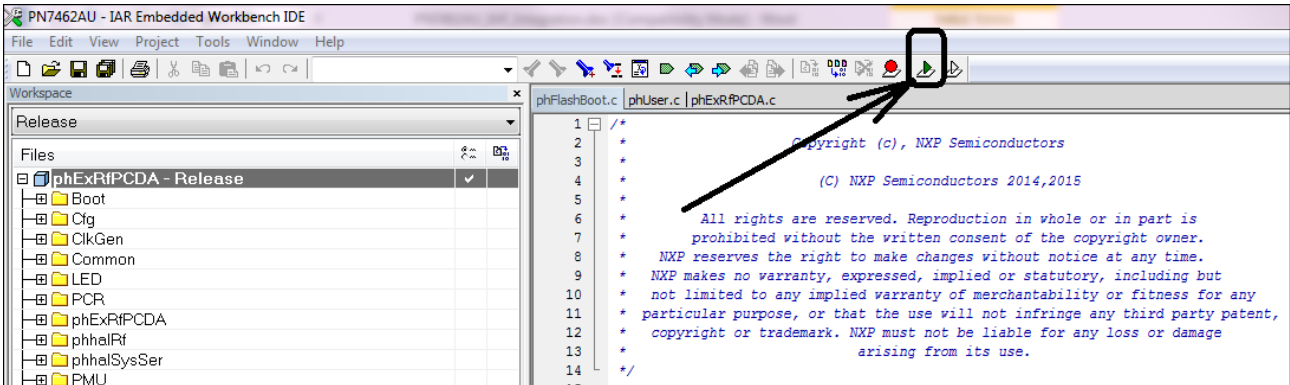 PN7462AU - IAR Embedded Workbench IDE
File Edit View Project Tools Window Help
Workspace
Release
Files
phExRfPCDA - Release
Boot
Cfg
ClkGen
Common
LED
PCR
phExRfPCDA
phhalRf
phhalSysSer
PMU
phFlashBoot.c phUser.c phExRfPCDA.c
1 /*
2 * Copyright (c), NXP Semiconductors
3 *
4 * (C) NXP Semiconductors 2014,2015
5 *
6 * All rights are reserved. Reproduction in whole or in part is
7 * prohibited without the written consent of the copyright owner.
8 * NXP reserves the right to make changes without notice at any time.
9 * NXP makes no warranty, expressed, implied or statutory, including but
10 * not limited to any implied warranty of merchantability or fitness for any
11 * particular purpose, or that the use will not infringe any third party patent,
12 * copyright or trademark. NXP must not be liable for any loss or damage
13 * arising from its use.
14 */